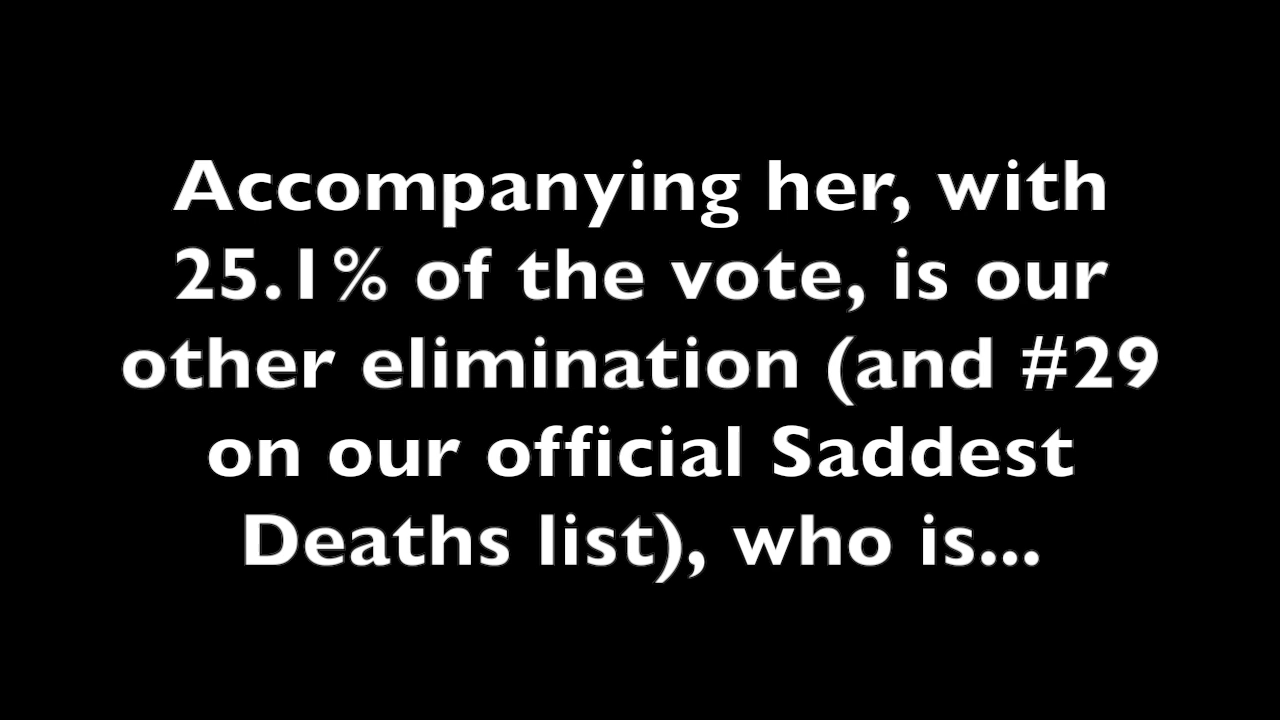 Accompanying her, with
25.1% of the vote, is our
other elimination (and #29
on our official Saddest
Deaths list), who is...